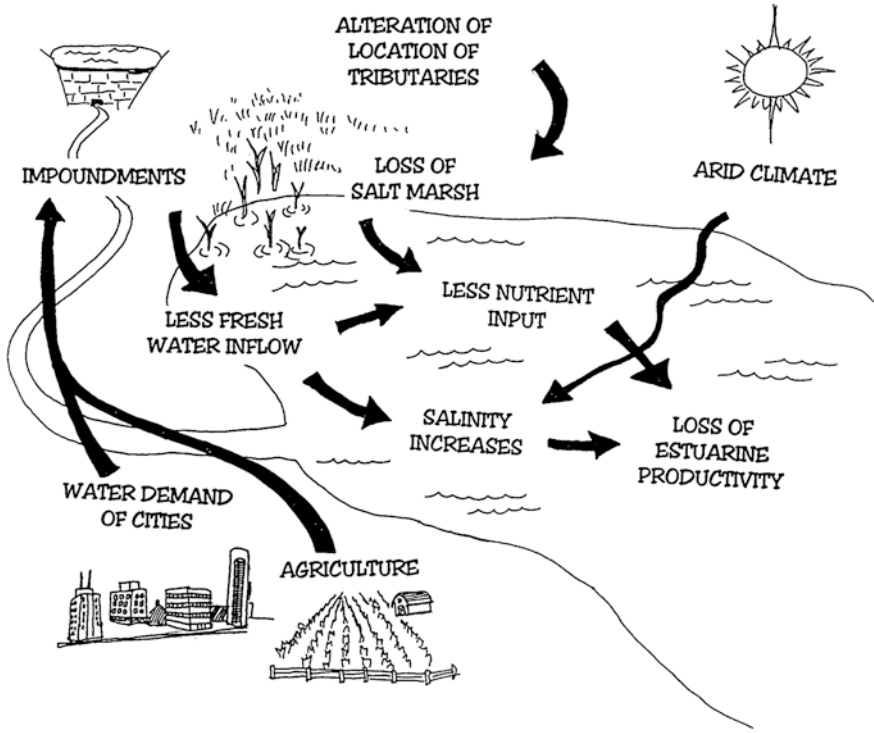 ALTERATION OF
LOCATION OF
TRIBUTARIES
IMPOUNDMENTS
LOSS OF
SALT MARSH
ARID CLIMATE
LESS FRESH
WATER INFLOW
LESS NUTRIENT
INPUT
SALINITY
INCREASES
LOSS OF
ESTUARINE
PRODUCTIVITY
WATER DEMAND
OF CITIES
AGRICULTURE